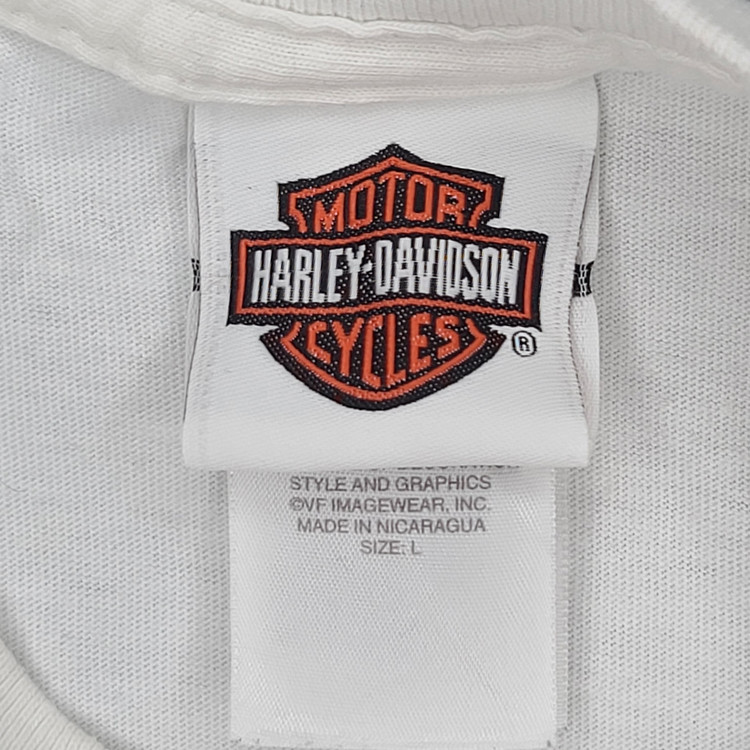 MOTOR
HARLEY-DAVIDSON
CYCLES
®
STYLE AND GRAPHICS
©VF IMAGEWEAR, INC.
MADE IN NICARAGUA
SIZE: L